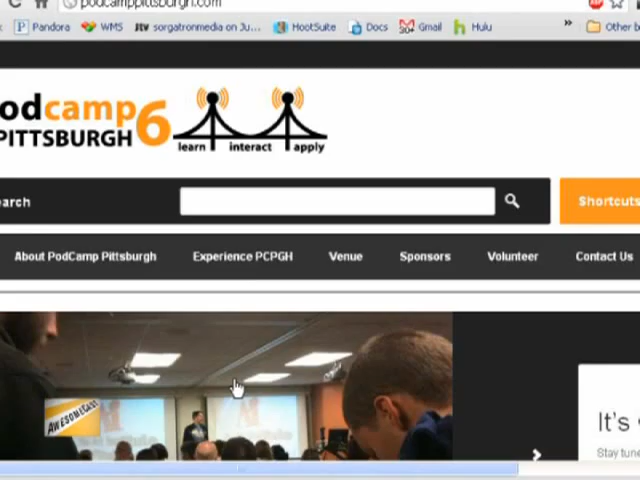 podcamppittsburgh.com
Pandora WMS sorgatronmedia on Ju... HootSuite Docs Gmail Hulu » Other b
odcamp
PITTSBURGH 6
learn interact apply
earch
Shortcuts
About PodCamp Pittsburgh Experience PCPGH Venue Sponsors Volunteer Contact Us
AWESOMECAST
It's
Stay tune